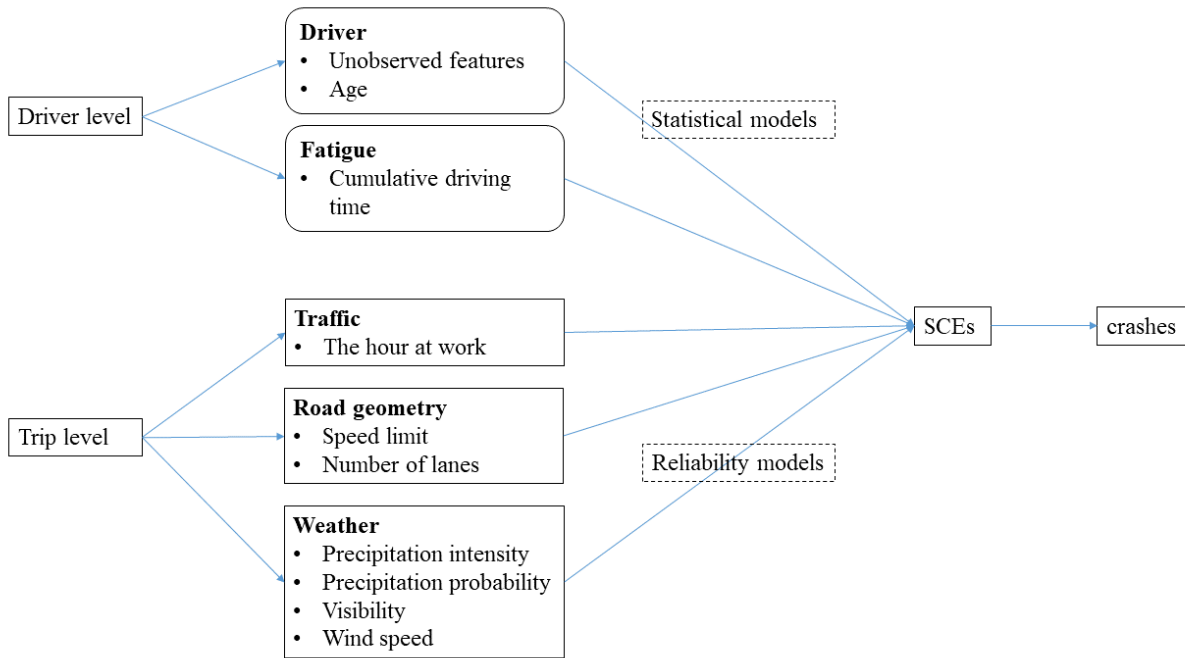 Driver level
Driver
• Unobserved features
• Age
Fatigue
• Cumulative driving
time
Statistical models
Trip level
Traffic
• The hour at work
Road geometry
• Speed limit
• Number of lanes
Weather
• Precipitation intensity
• Precipitation probability
• Visibility
• Wind speed
Reliability models
SCEs
crashes